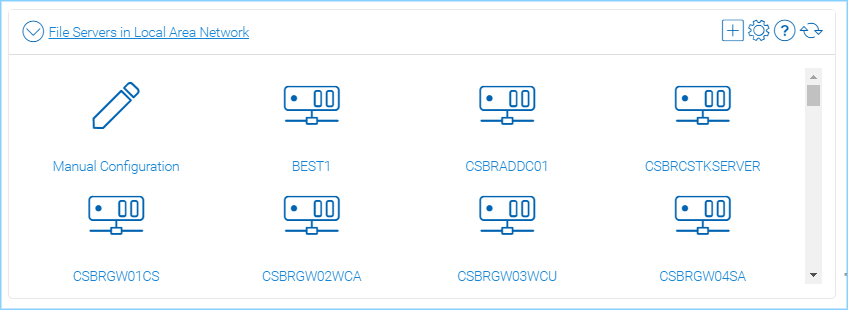 File Servers in Local Area Network
Manual Configuration
BEST1
CSBRADDC01
CSBRCSTKSERVER
CSBRGW01CS
CSBRGW02WCA
CSBRGW03WCU
CSBRGW04SA